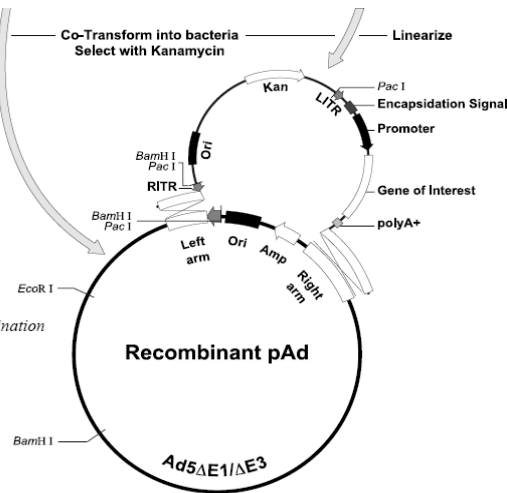 Co-Transform into bacteria
Select with Kanamycin
Linearize
Kan
Pac I
LITR
Encapsidation Signal
Promoter
Ori
BamH I
Pac I
RITR
Gene of Interest
polyA+
BamH I
Pac I
Left
arm
Ori
Amp
Right
arm
EcoR I
ination
Recombinant pAd
BamH I
Ad5ΔE1/ΔE3